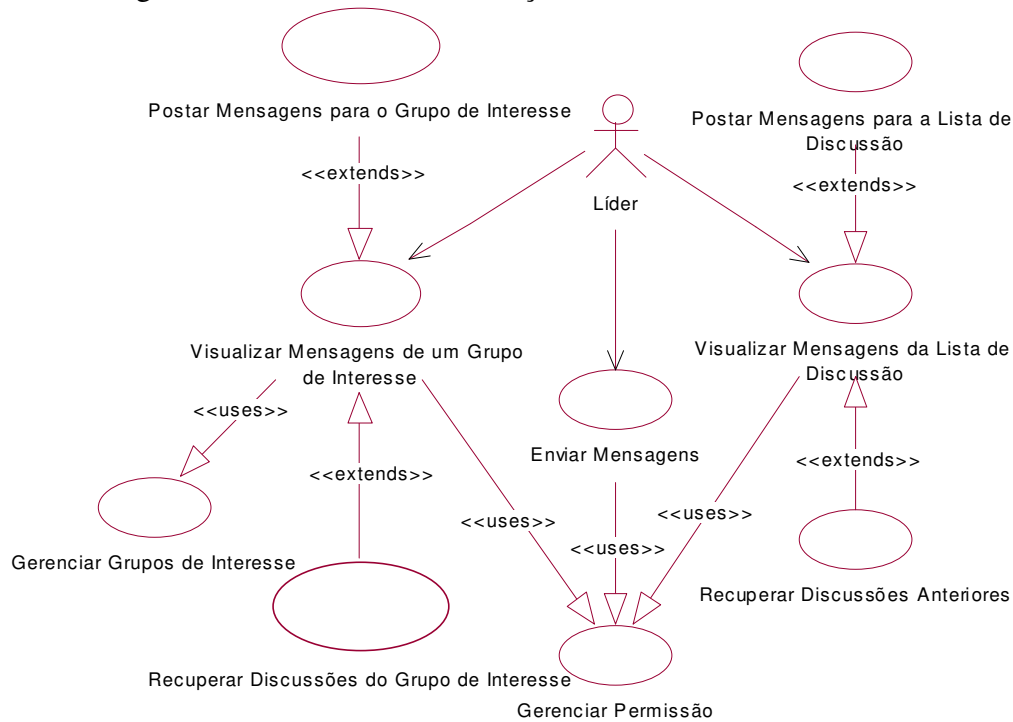 Postar Mensagens para o Grupo de Interesse
Postar Mensagens para a Lista de
Discussão
<<extends>>
<<extends>>
Líder
Visualizar Mensagens de um Grupo
de Interesse
Visualizar Mensagens da Lista de
Discussão
<<uses>>
Enviar Mensagens
<<extends>>
<<extends>>
<<uses>>
<<uses>>
<<uses>>
Gerenciar Grupos de Interesse
Recuperar Discussões Anteriores
Recuperar Discussões do Grupo de Interesse
Gerenciar Permissão